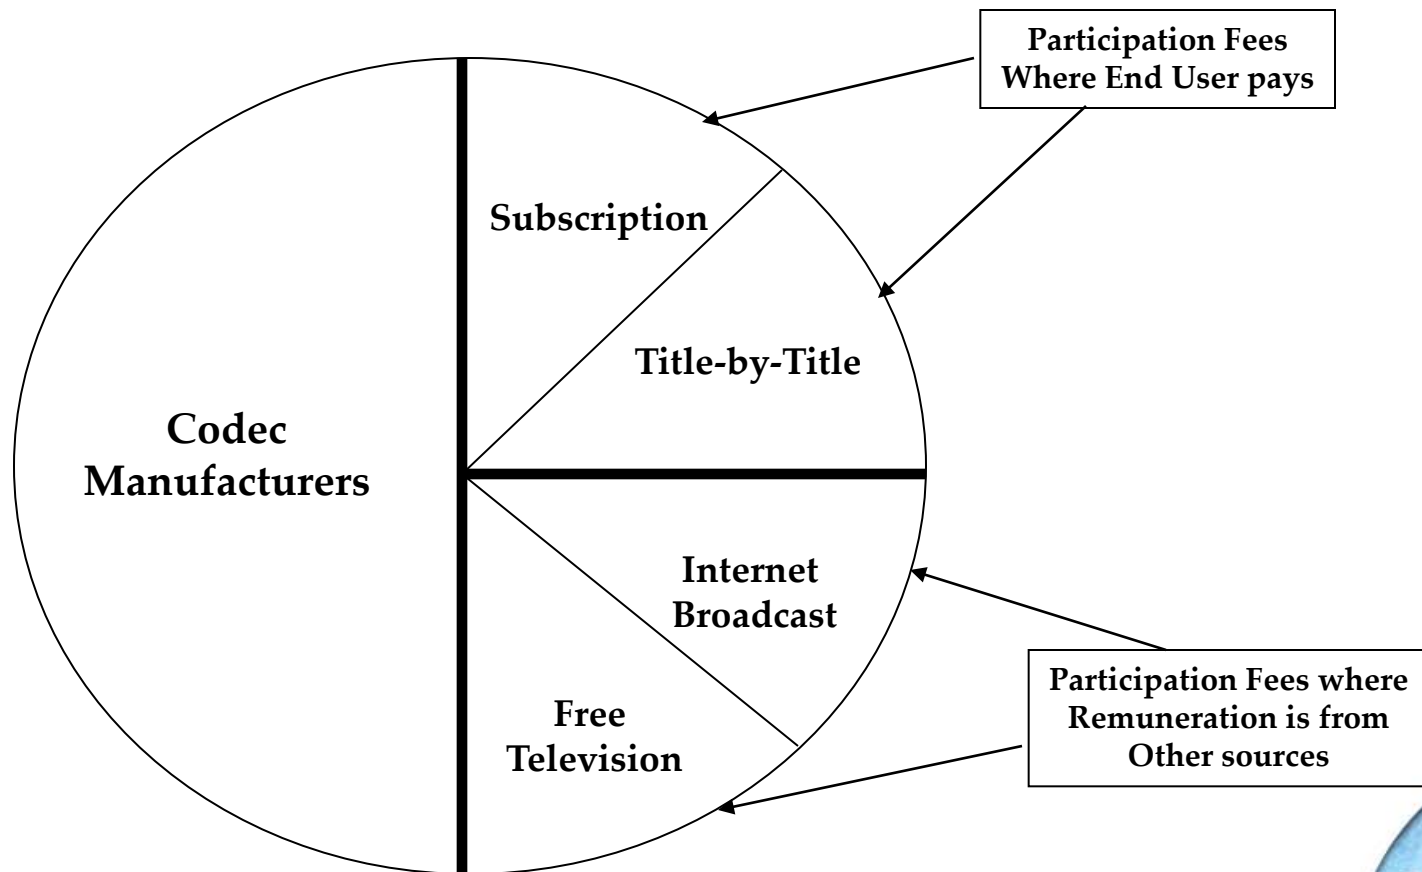 Participation Fees
Where End User pays
Subscription
Title-by-Title
Codec
Manufacturers
Internet
Broadcast
Free
Television
Participation Fees where
Remuneration is from
Other sources